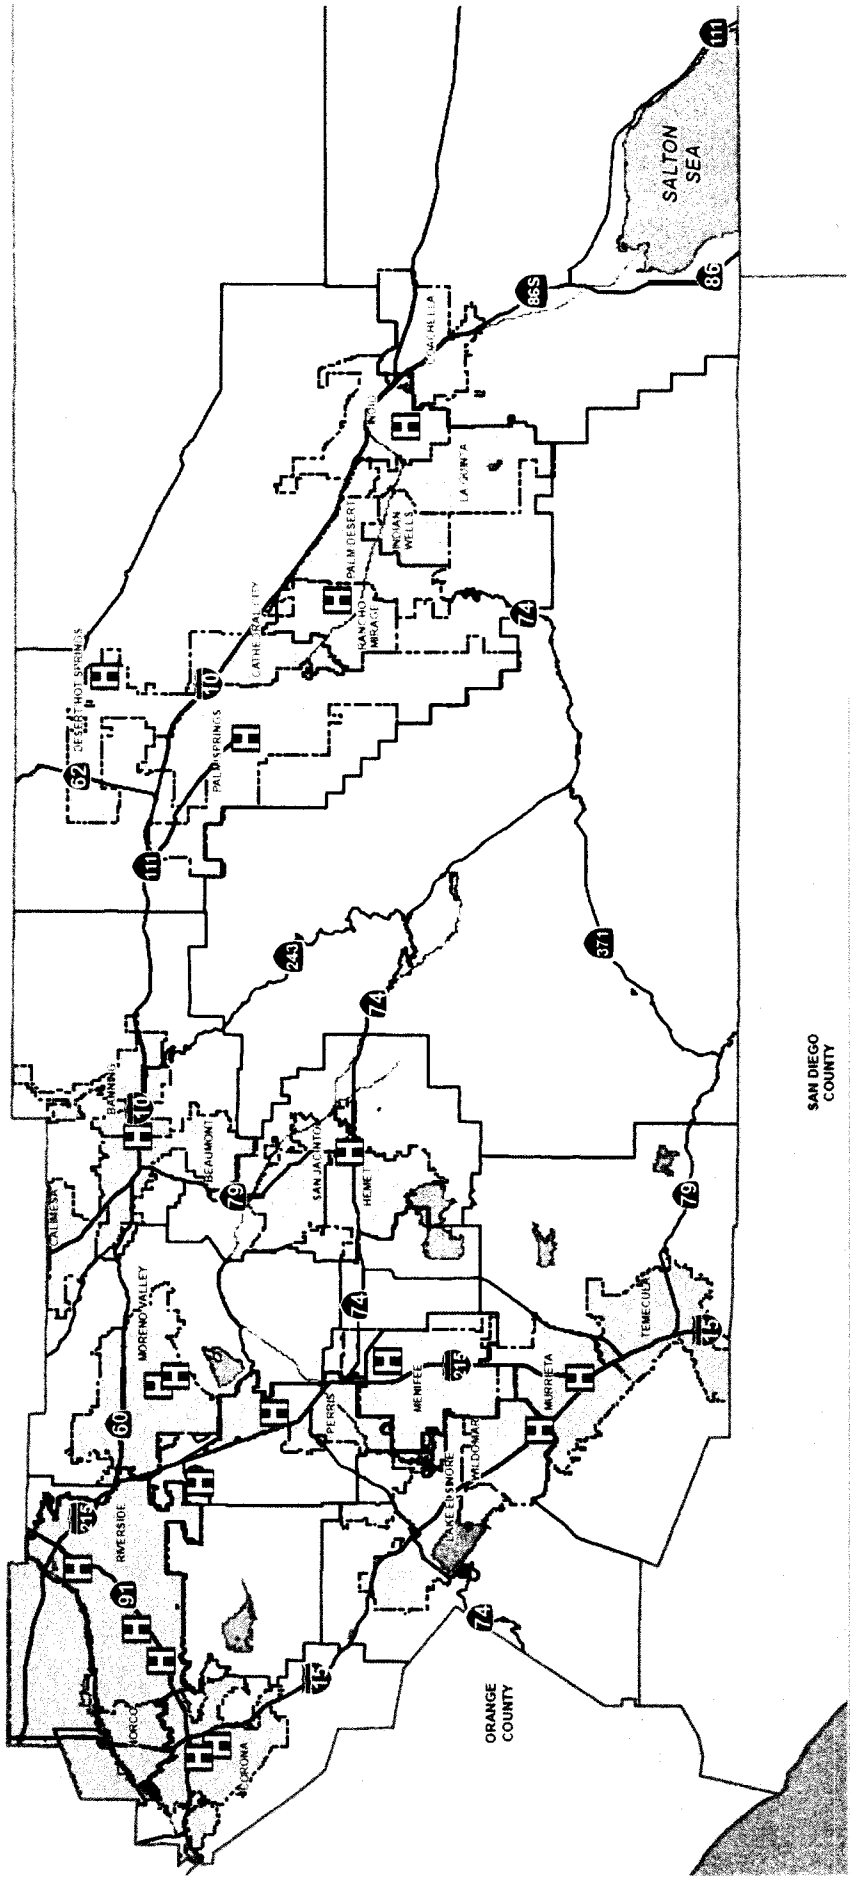 62
DESERT HOT SPRINGS
H
111
10
PALM SPRINGS
H
CATHEDRAL CITY
RANCHO
MIRAGE
H
PALM DESERT
INDIAN
WELLS
LA QUINTA
INDIO
H
COACHELLA
86S
86
111
SALTON
SEA
74
371
243
74
BANNING
10
H
BEAUMONT
CALIMESA
79
SAN JACINTO
HEMET
H
79
MORENO VALLEY
H
H
60
74
H
PERRIS
H
MENIFEE
215
MURRIETA
H
H
TEMECULA
15
WILDOMAR
LAKE ELSINORE
74
H
215
RIVERSIDE
H
91
H
H
15
NORCO
H
H
CORONA
ORANGE
COUNTY
SAN DIEGO
COUNTY